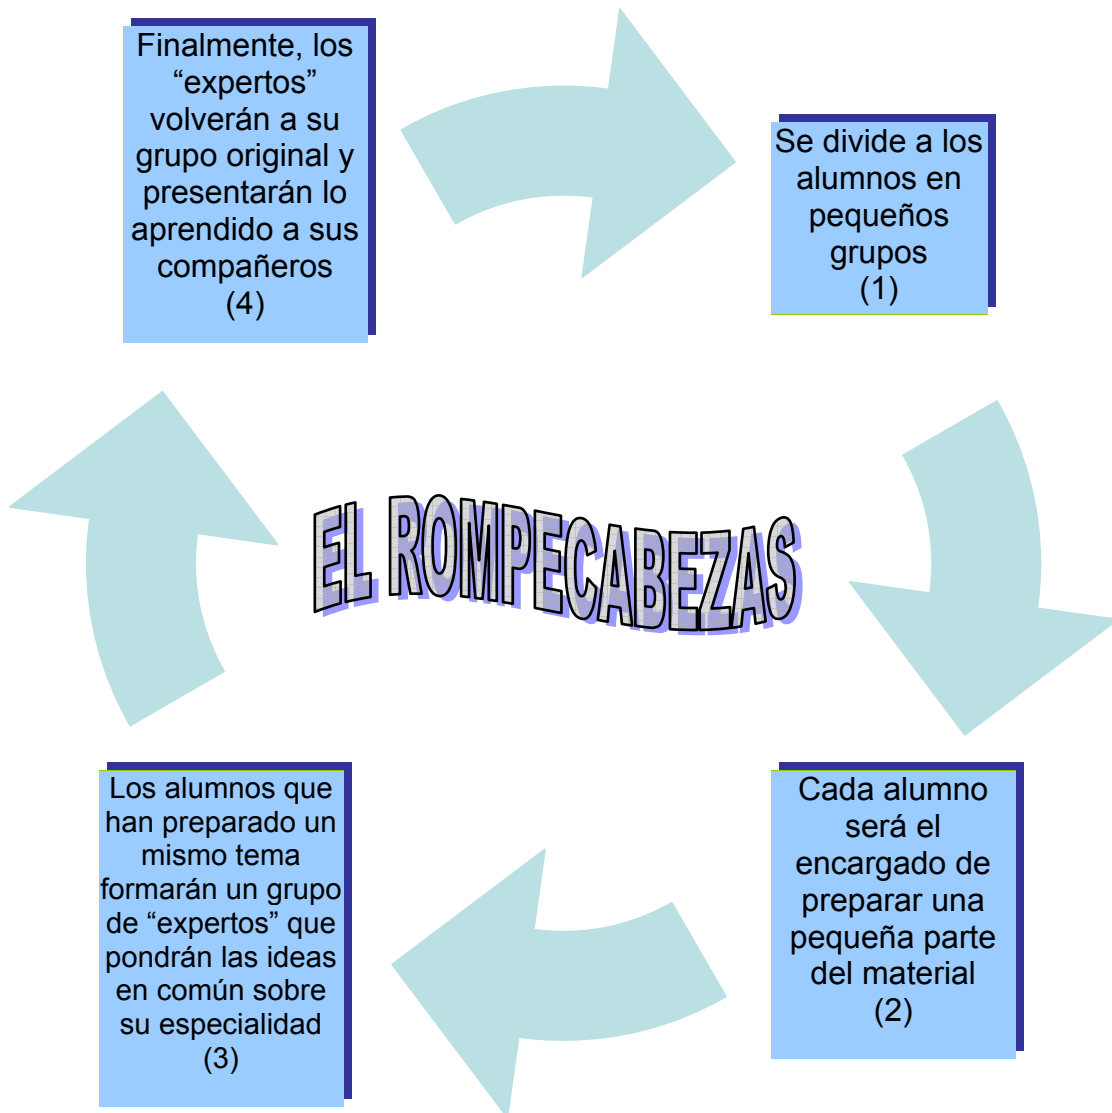 Finalmente, los
“expertos”
volverán a su
grupo original y
presentarán lo
aprendido a sus
compañeros
(4)
Se divide a los
alumnos en
pequeños
grupos
(1)
EL ROMPECABEZAS
Los alumnos que
han preparado un
mismo tema
formarán un grupo
de “expertos” que
pondrán las ideas
en común sobre
su especialidad
(3)
Cada alumno
será el
encargado de
preparar una
pequeña parte
del material
(2)